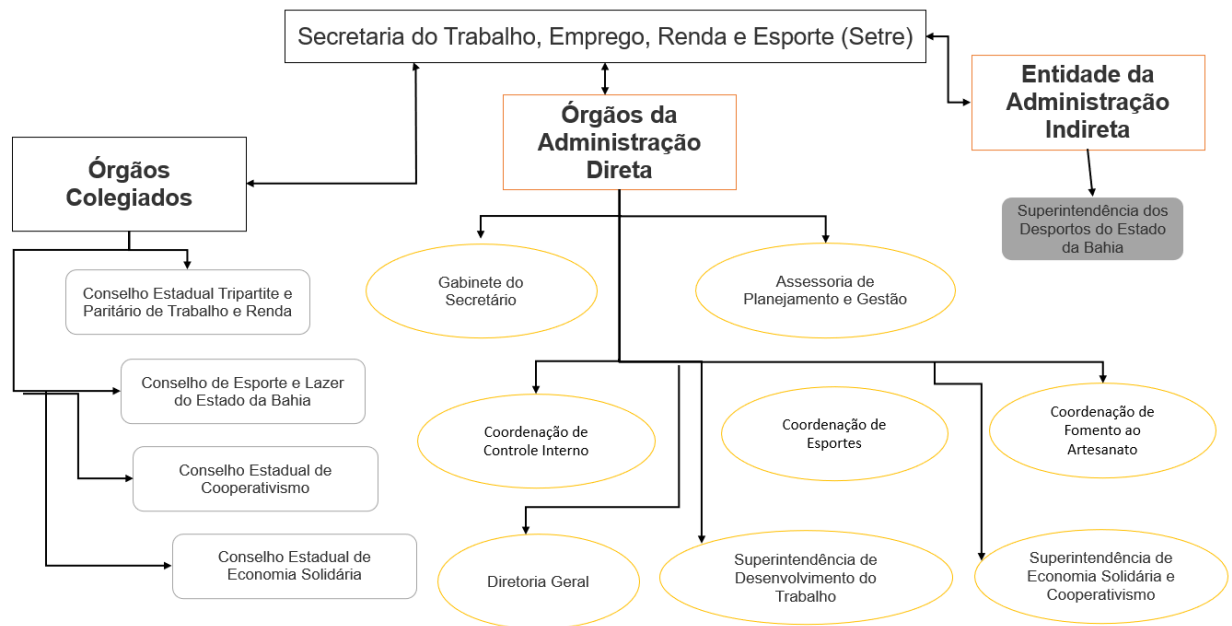 Secretaria do Trabalho, Emprego, Renda e Esporte (Setre)
Órgãos
Colegiados
Conselho Estadual Tripartite e
Paritário de Trabalho e Renda
Conselho de Esporte e Lazer
do Estado da Bahia
Conselho Estadual de
Cooperativismo
Conselho Estadual de
Economia Solidária
Órgãos da
Administração
Direta
Gabinete do
Secretário
Assessoria de
Planejamento e Gestão
Coordenação de
Controle Interno
Coordenação de
Esportes
Coordenação de
Fomento ao
Artesanato
Diretoria Geral
Superintendência de
Desenvolvimento do
Trabalho
Superintendência de
Economia Solidária e
Cooperativismo
Entidade da
Administração
Indireta
Superintendência dos
Desportos do Estado
da Bahia